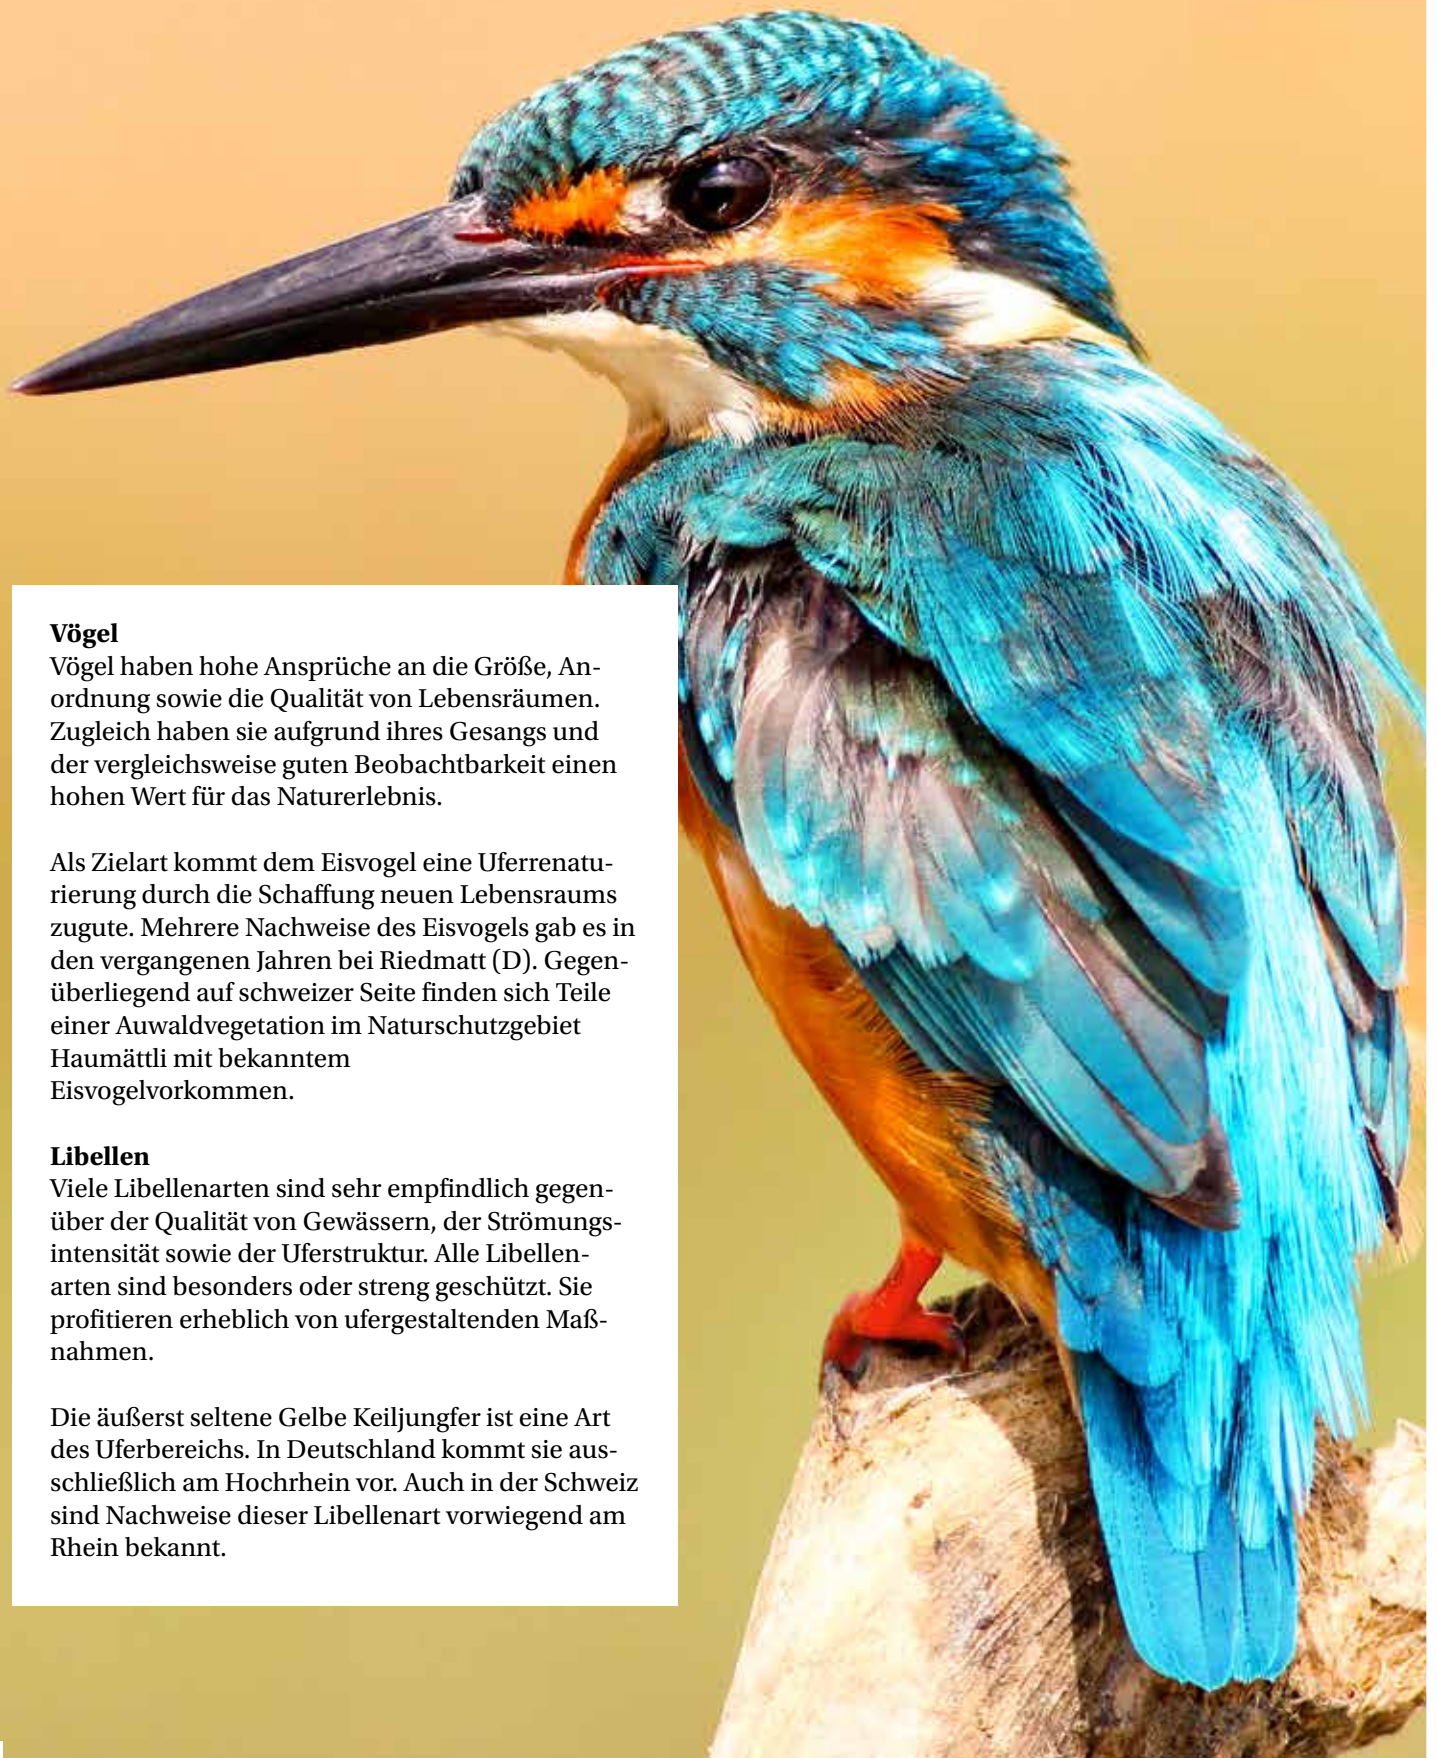 Vögel
Vögel haben hohe Ansprüche an die Größe, An-
ordnung sowie die Qualität von Lebensräumen.
Zugleich haben sie aufgrund ihres Gesangs und
der vergleichsweise guten Beobachtbarkeit einen
hohen Wert für das Naturerlebnis.
Als Zielart kommt dem Eisvogel eine Uferrenatu-
rierung durch die Schaffung neuen Lebensraums
zugute. Mehrere Nachweise des Eisvogels gab es in
den vergangenen Jahren bei Riedmatt (D). Gegen-
überliegend auf schweizer Seite finden sich Teile
einer Auwaldvegetation im Naturschutzgebiet
Haumättli mit bekanntem
Eisvogelvorkommen.
Libellen
Viele Libellenarten sind sehr empfindlich gegen-
über der Qualität von Gewässern, der Strömungs-
intensität sowie der Uferstruktur. Alle Libellen-
arten sind besonders oder streng geschützt. Sie
profitieren erheblich von ufergestaltenden Maß-
nahmen.
Die äußerst seltene Gelbe Keiljungfer ist eine Art
des Uferbereichs. In Deutschland kommt sie aus-
schließlich am Hochrhein vor. Auch in der Schweiz
sind Nachweise dieser Libellenart vorwiegend am
Rhein bekannt.